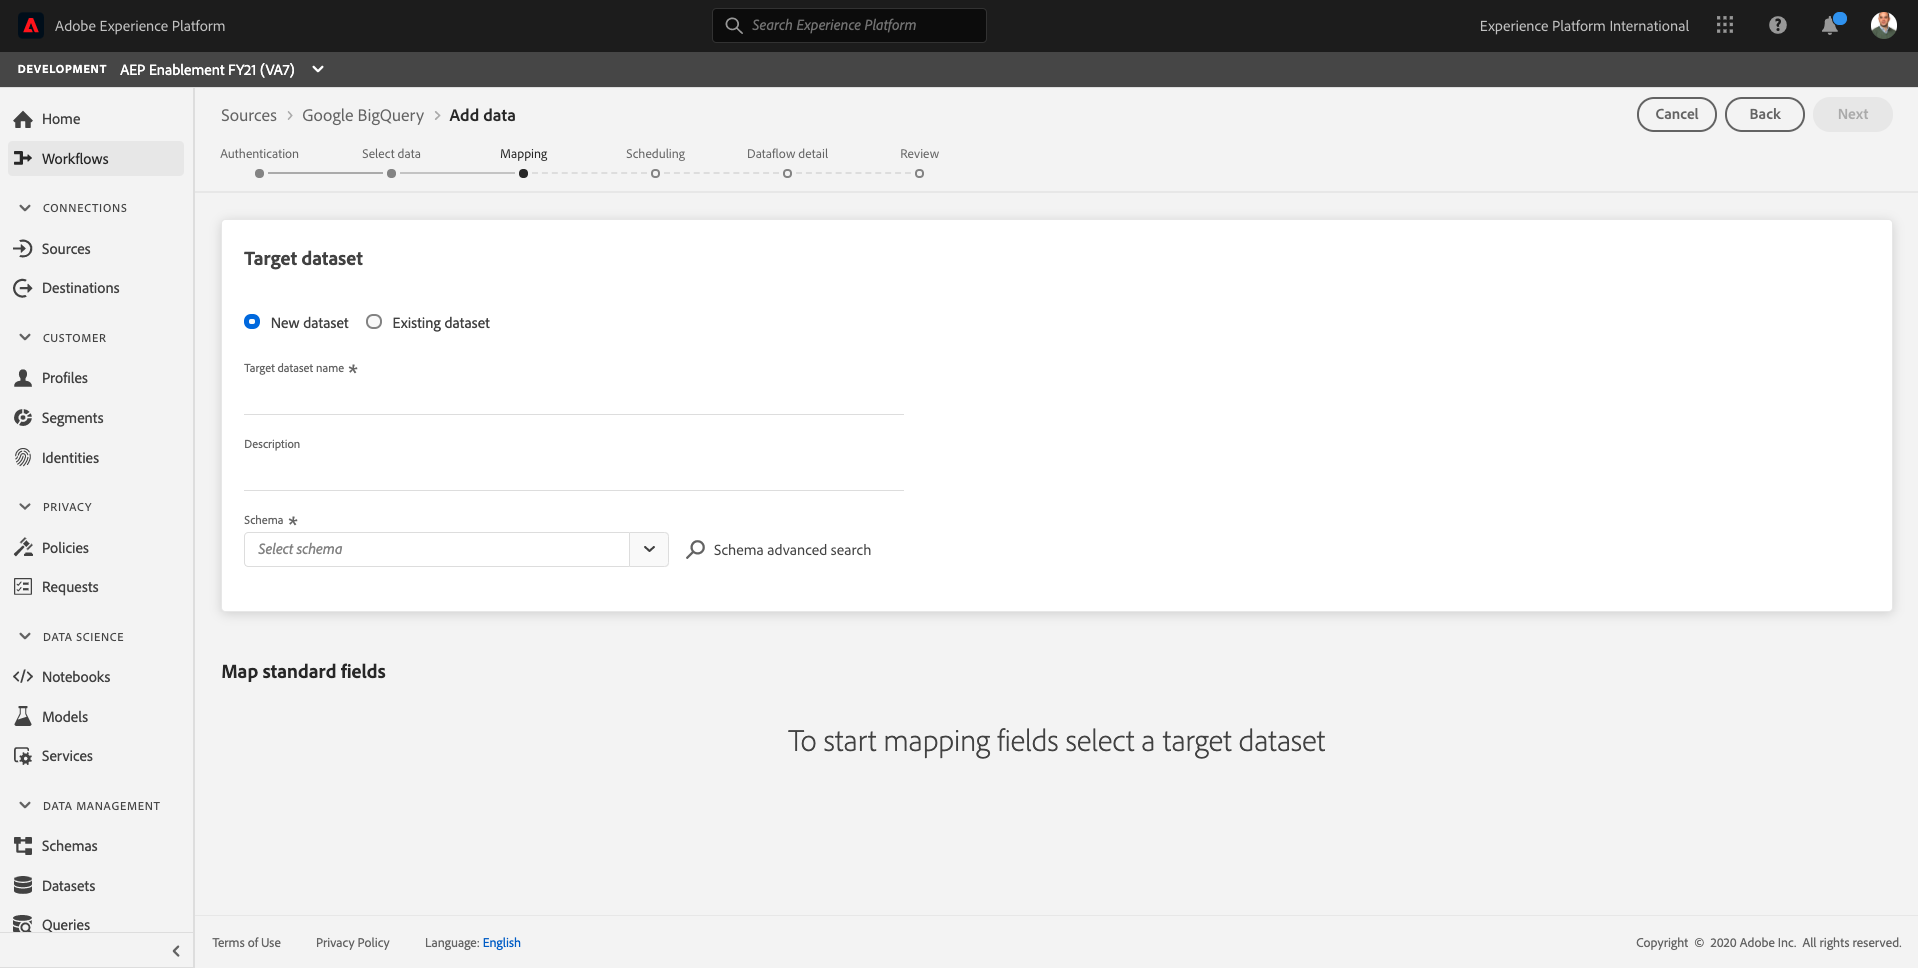 Adobe Experience Platform
Search Experience Platform
Experience Platform International
DEVELOPMENT AEP Enablement FY21 (VA7)
Home
Workflows
CONNECTIONS
Sources
Destinations
CUSTOMER
Profiles
Segments
Identities
PRIVACY
Policies
Requests
DATA SCIENCE
Notebooks
Models
Services
DATA MANAGEMENT
Schemas
Datasets
Queries
Sources > Google BigQuery > Add data
Cancel Back Next
Authentication Select data Mapping Scheduling Dataflow detail Review
Target dataset
New dataset Existing dataset
Target dataset name *
Description
Schema *
Select schema Schema advanced search
Map standard fields
To start mapping fields select a target dataset
Terms of Use Privacy Policy Language: English
Copyright © 2020 Adobe Inc. All rights reserved.